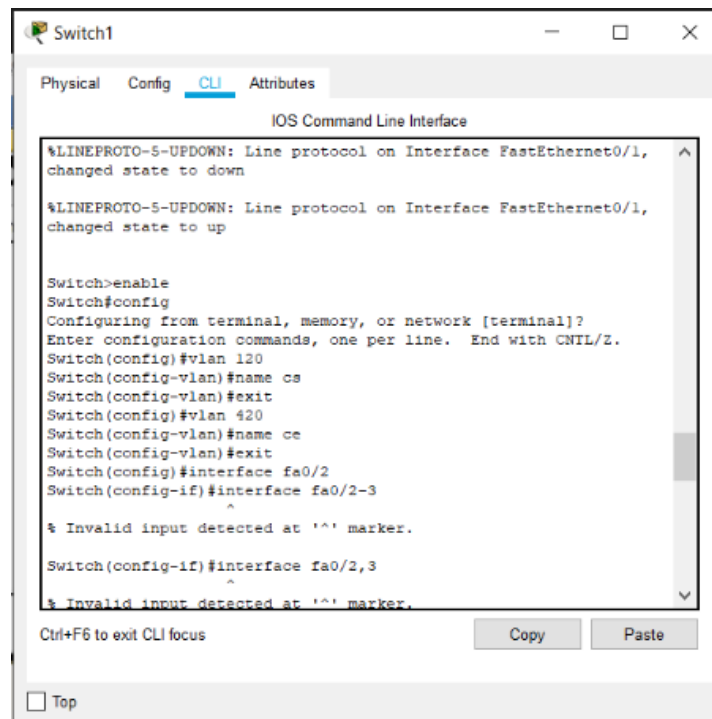 Switch1
Physical Config CLI Attributes
IOS Command Line Interface
%LINEPROTO-5-UPDOWN: Line protocol on Interface FastEthernet0/1,
changed state to down
%LINEPROTO-5-UPDOWN: Line protocol on Interface FastEthernet0/1,
changed state to up
Switch>enable
Switch#config
Configuring from terminal, memory, or network [terminal]?
Enter configuration commands, one per line.  End with CNTL/Z.
Switch(config)#vlan 120
Switch(config-vlan)#name cs
Switch(config-vlan)#exit
Switch(config)#vlan 420
Switch(config-vlan)#name ce
Switch(config-vlan)#exit
Switch(config)#interface fa0/2
Switch(config-if)#interface fa0/2-3
^
% Invalid input detected at '^' marker.
Switch(config-if)#interface fa0/2,3
^
% Invalid input detected at '^' marker.
Ctrl+F6 to exit CLI focus
Copy Paste
Top